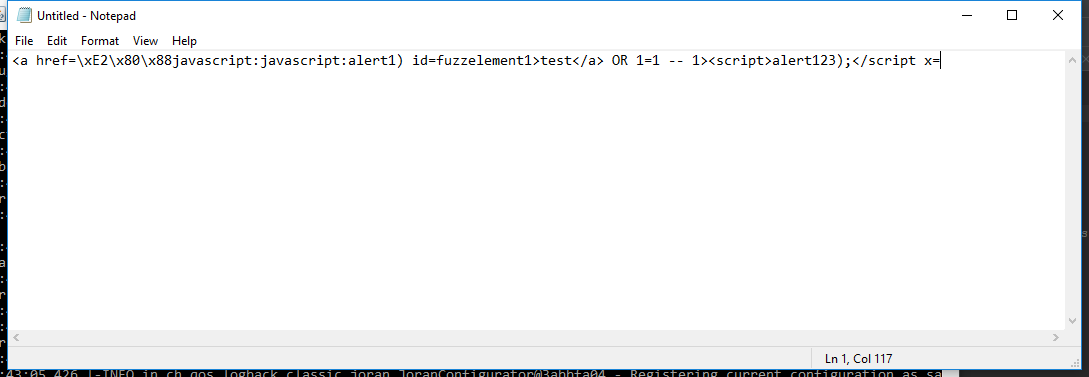 Untitled - Notepad
File Edit Format View Help
<a href=\xE2\x80\x88javascript:javascript:alert1) id=fuzzelement1>test</a> OR 1=1 -- 1><script>alert123);</script x=
Ln 1, Col 117
:43:05,426 |-INFO in ch.qos.logback.classic.joran.JoranConfigurator@3abbfa04 - Registering current configuration as sa